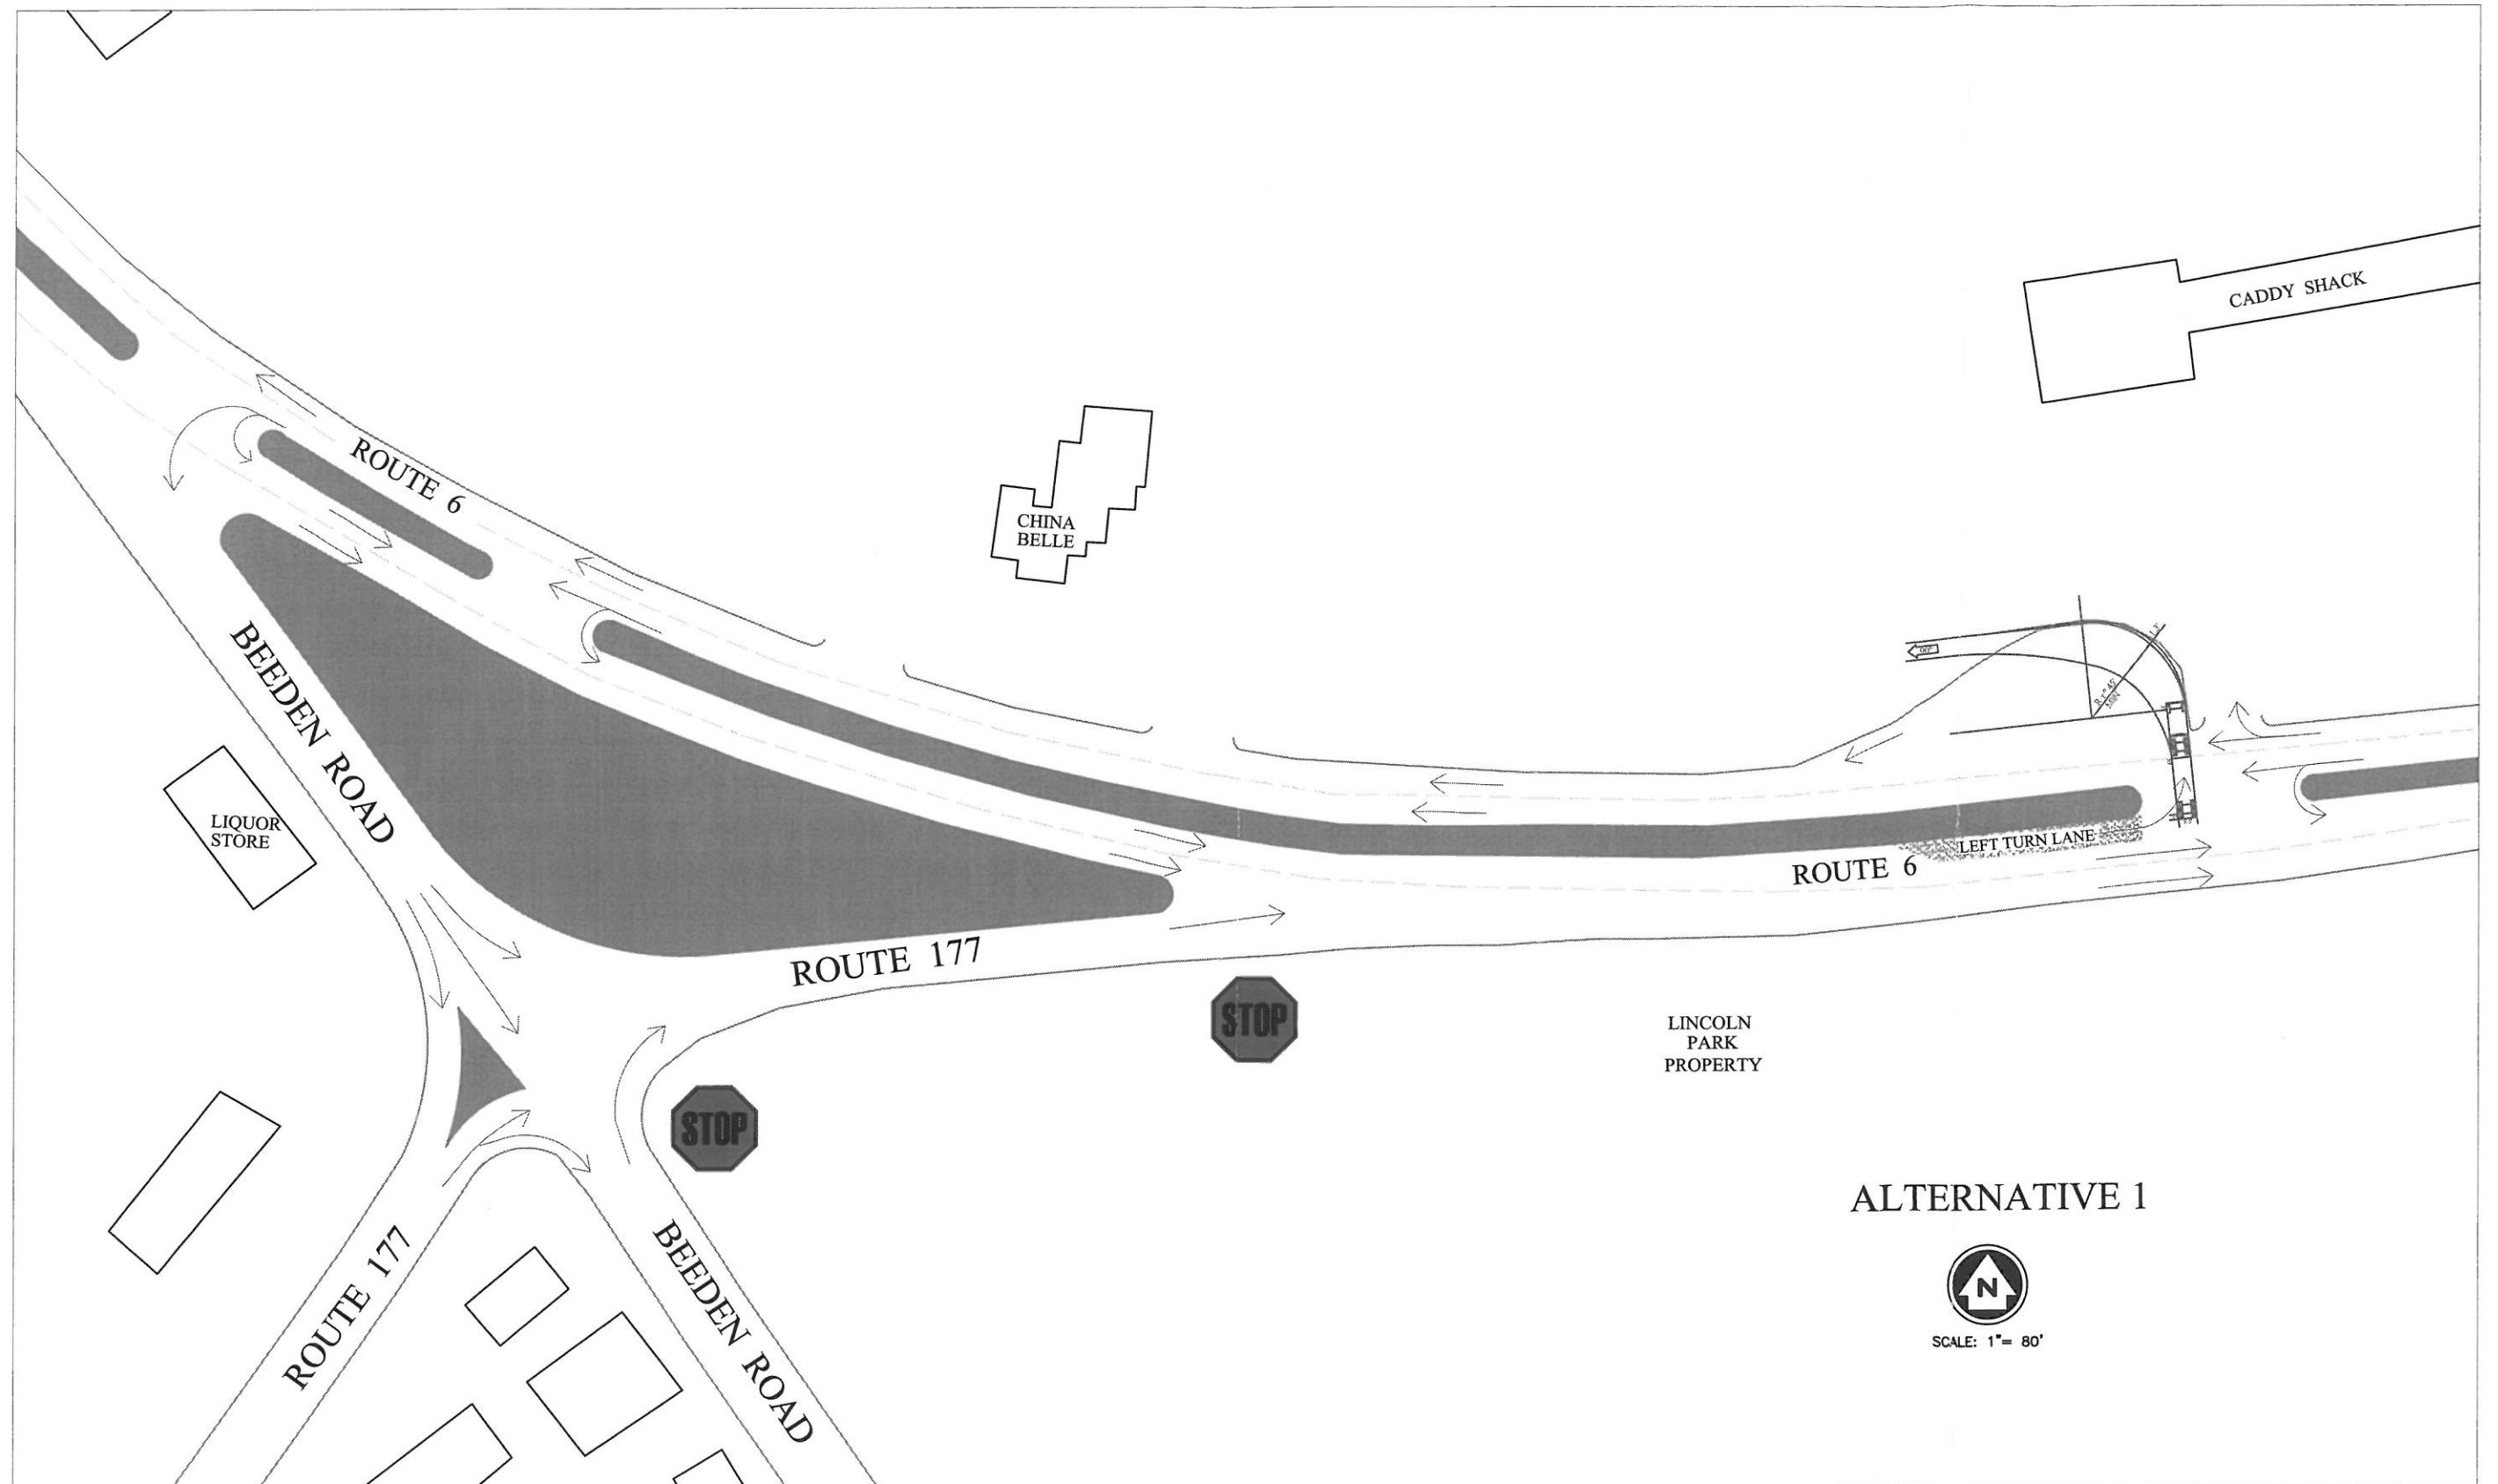 CADDY SHACK
ROUTE 6
CHINA
BELLE
BEEDEN ROAD
LIQUOR
STORE
LEFT TURN LANE
ROUTE 6
ROUTE 177
STOP
LINCOLN
PARK
PROPERTY
STOP
ALTERNATIVE 1
ROUTE 177
BEEDEN ROAD
N
SCALE: 1"= 80'